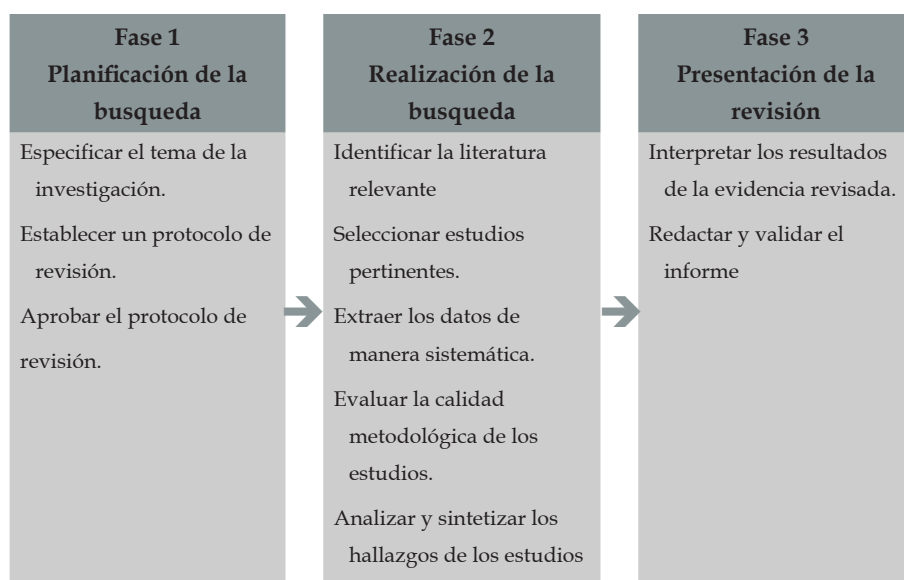 Fase 1
Planificación de la
busqueda
Especificar el tema de la
investigación.
Establecer un protocolo de
revisión.
Aprobar el protocolo de
revisión.
Fase 2
Realización de la
busqueda
Identificar la literatura
relevante
Seleccionar estudios
pertinentes.
Extraer los datos de
manera sistemática.
Evaluar la calidad
metodológica de los
estudios.
Analizar y sintetizar los
hallazgos de los estudios
Fase 3
Presentación de la
revisión
Interpretar los resultados
de la evidencia revisada.
Redactar y validar el
informe